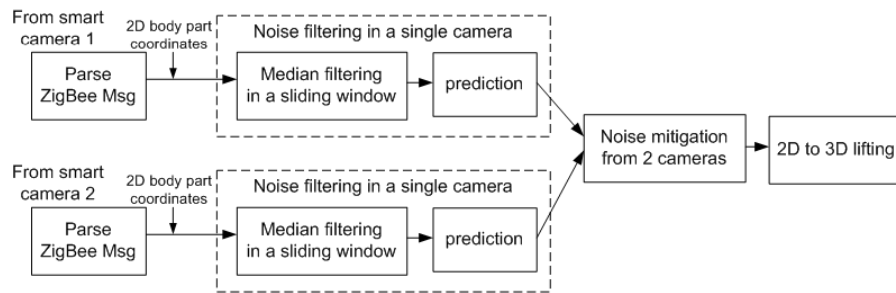 From smart
camera 1
2D body part
coordinates
Noise filtering in a single camera
Parse
ZigBee Msg
Median filtering
in a sliding window
prediction
Noise mitigation
from 2 cameras
2D to 3D lifting
From smart
camera 2
2D body part
coordinates
Noise filtering in a single camera
Parse
ZigBee Msg
Median filtering
in a sliding window
prediction